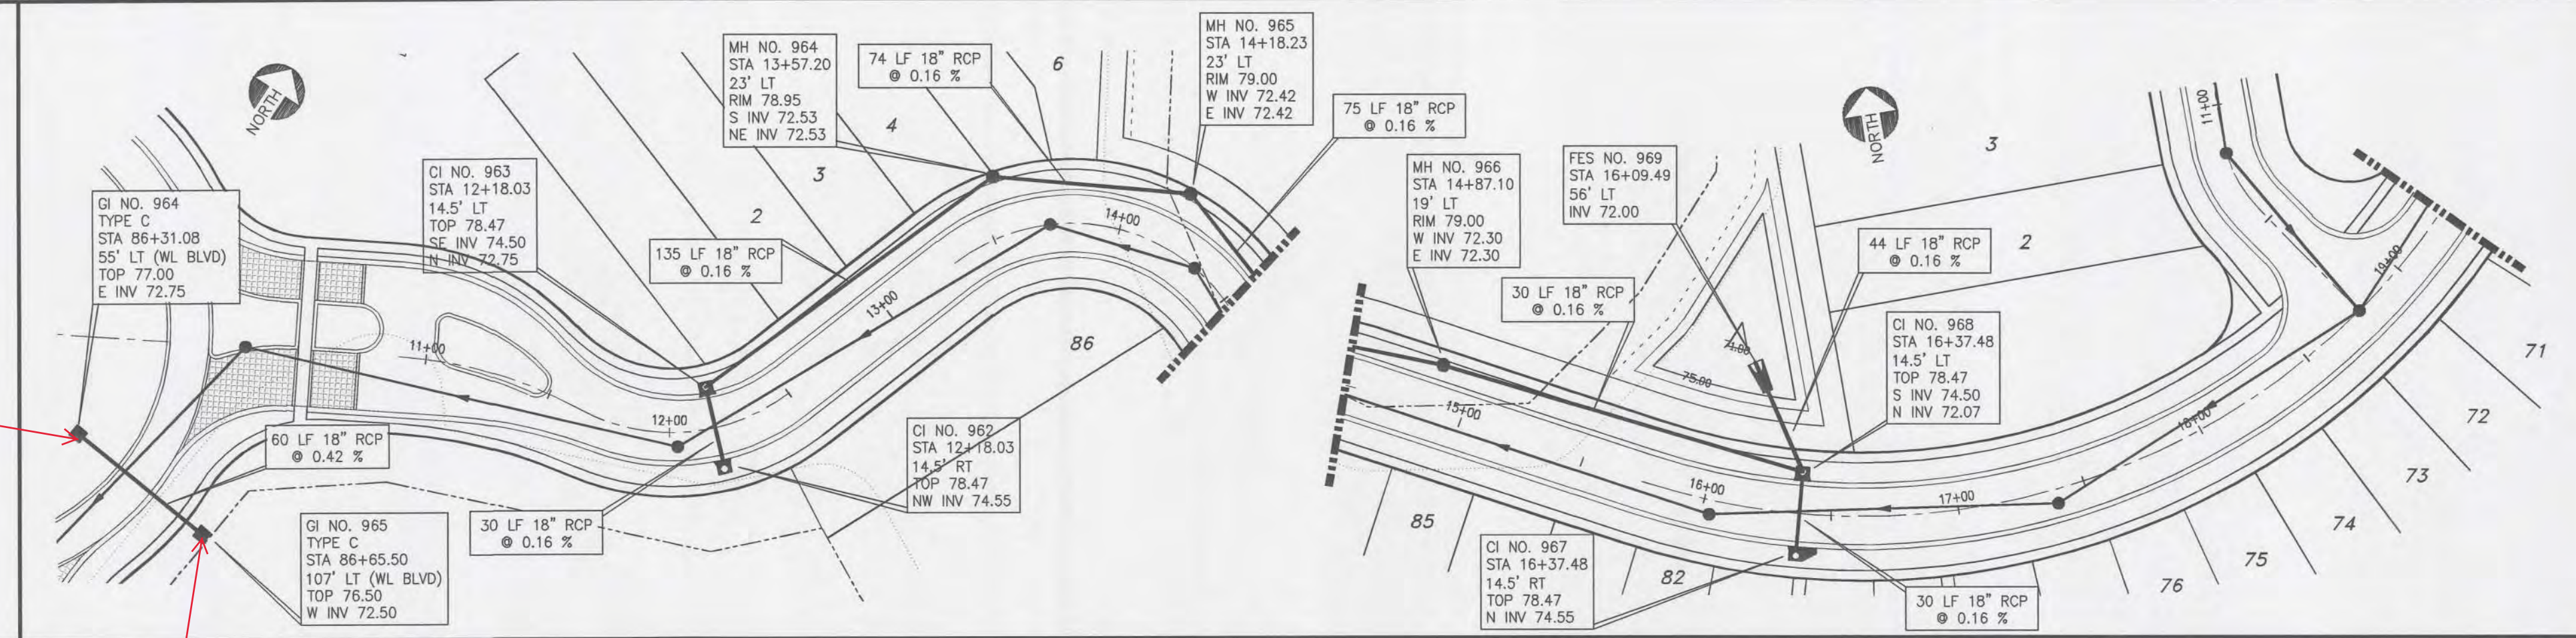 NORTH
GI NO. 964
TYPE C
STA 86+31.08
55' LT (WL BLVD)
TOP 77.00
E INV 72.75
CI NO. 963
STA 12+18.03
14.5' LT
TOP 78.47
SE INV 74.50
N INV 72.75
MH NO. 964
STA 13+57.20
23' LT
RIM 78.95
S INV 72.53
NE INV 72.53
74 LF 18" RCP
@ 0.16 %
MH NO. 965
STA 14+18.23
23' LT
RIM 79.00
W INV 72.42
E INV 72.42
75 LF 18" RCP
@ 0.16 %
135 LF 18" RCP
@ 0.16 %
2
3
4
6
86
11+00
12+00
13+00
14+00
60 LF 18" RCP
@ 0.42 %
GI NO. 965
TYPE C
STA 86+65.50
107' LT (WL BLVD)
TOP 76.50
W INV 72.50
30 LF 18" RCP
@ 0.16 %
CI NO. 962
STA 12+18.03
14.5' RT
TOP 78.47
NW INV 74.55
MH NO. 966
STA 14+87.10
19' LT
RIM 79.00
W INV 72.30
E INV 72.30
FES NO. 969
STA 16+09.49
56' LT
INV 72.00
30 LF 18" RCP
@ 0.16 %
NORTH
44 LF 18" RCP
@ 0.16 %
CI NO. 968
STA 16+37.48
14.5' LT
TOP 78.47
S INV 74.50
N INV 72.07
71.00
75.00
3
2
11+00
19+00
18+00
17+00
16+00
15+00
71
72
73
74
75
76
82
85
CI NO. 967
STA 16+37.48
14.5' RT
TOP 78.47
N INV 74.55
30 LF 18" RCP
@ 0.16 %